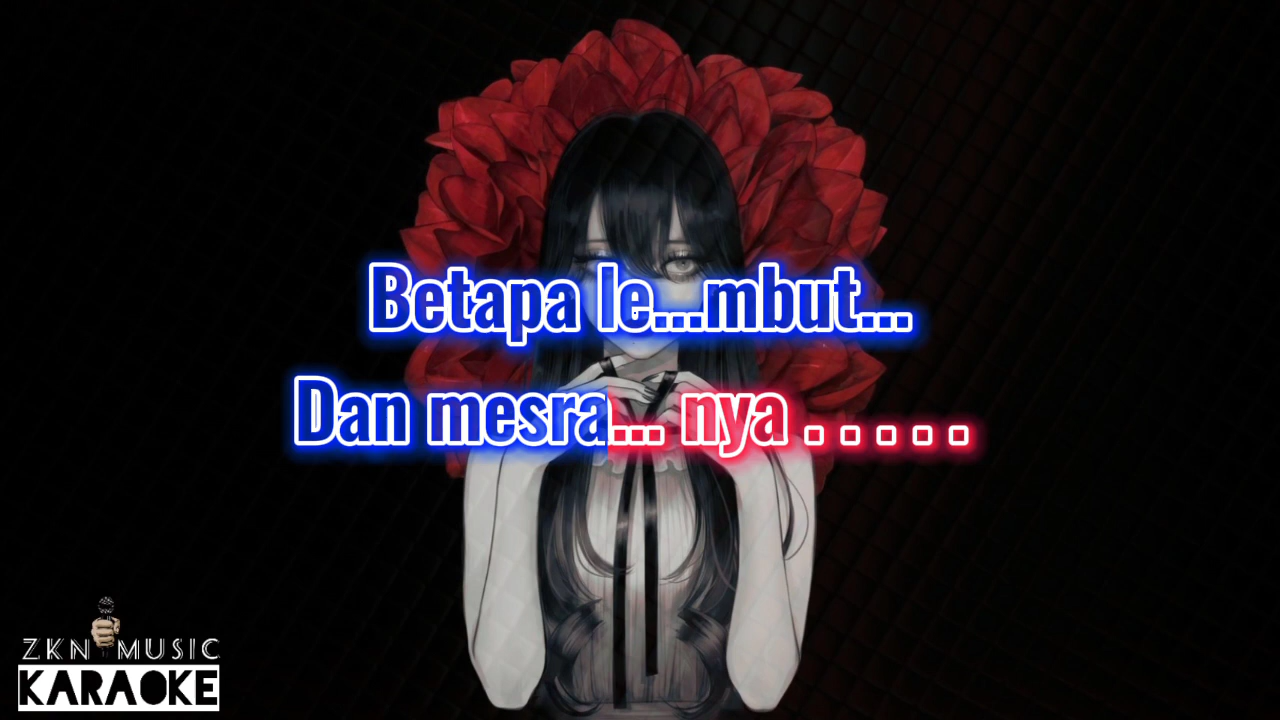 Betapa le...mbut...
Dan mesra... nya . . . . .
ZKN MUSIC
KARAOKE